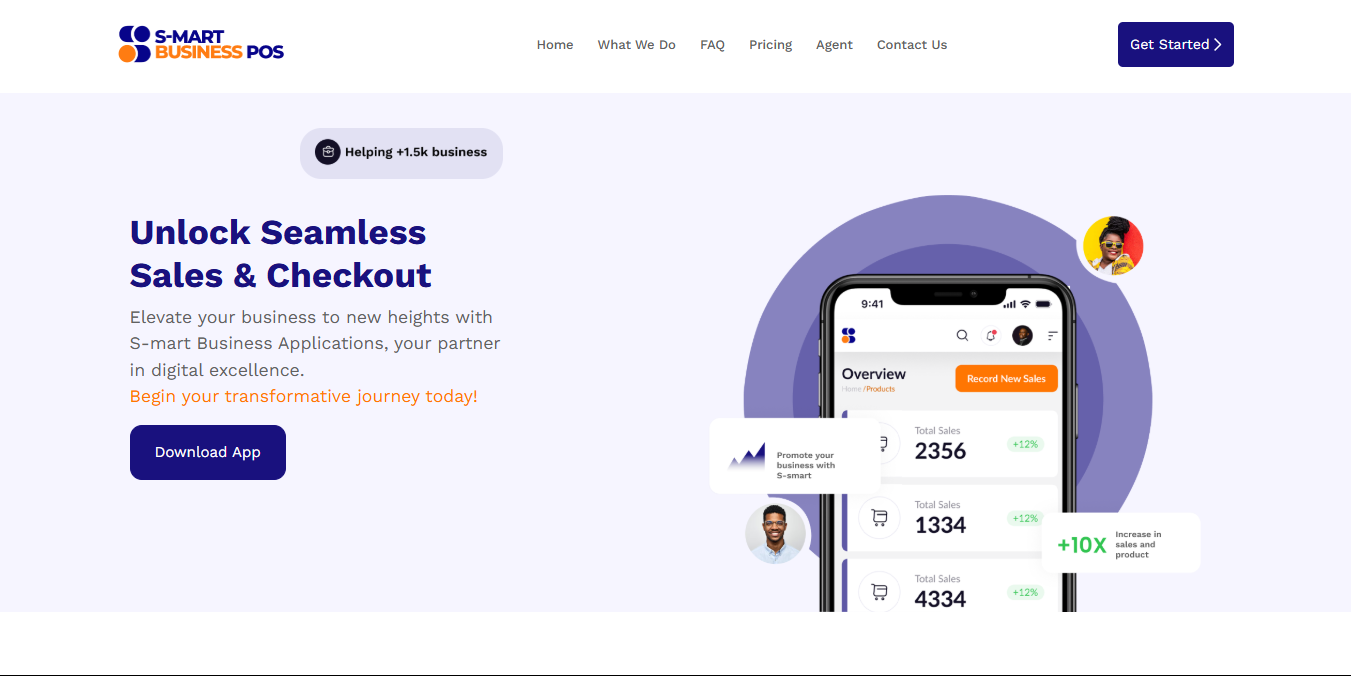 S-MART
BUSINESS POS
Home What We Do FAQ Pricing Agent Contact Us
Get Started
Helping +1.5k business
Unlock Seamless
Sales & Checkout
Elevate your business to new heights with
S-mart Business Applications, your partner
in digital excellence.
Begin your transformative journey today!
Download App
9:41
Overview
Home /Products
Record New Sales
Total Sales
2356
+12%
Promote your
business with
S-smart
Total Sales
1334
+12%
+10X
Increase in
sales and
product
Total Sales
4334
+12%